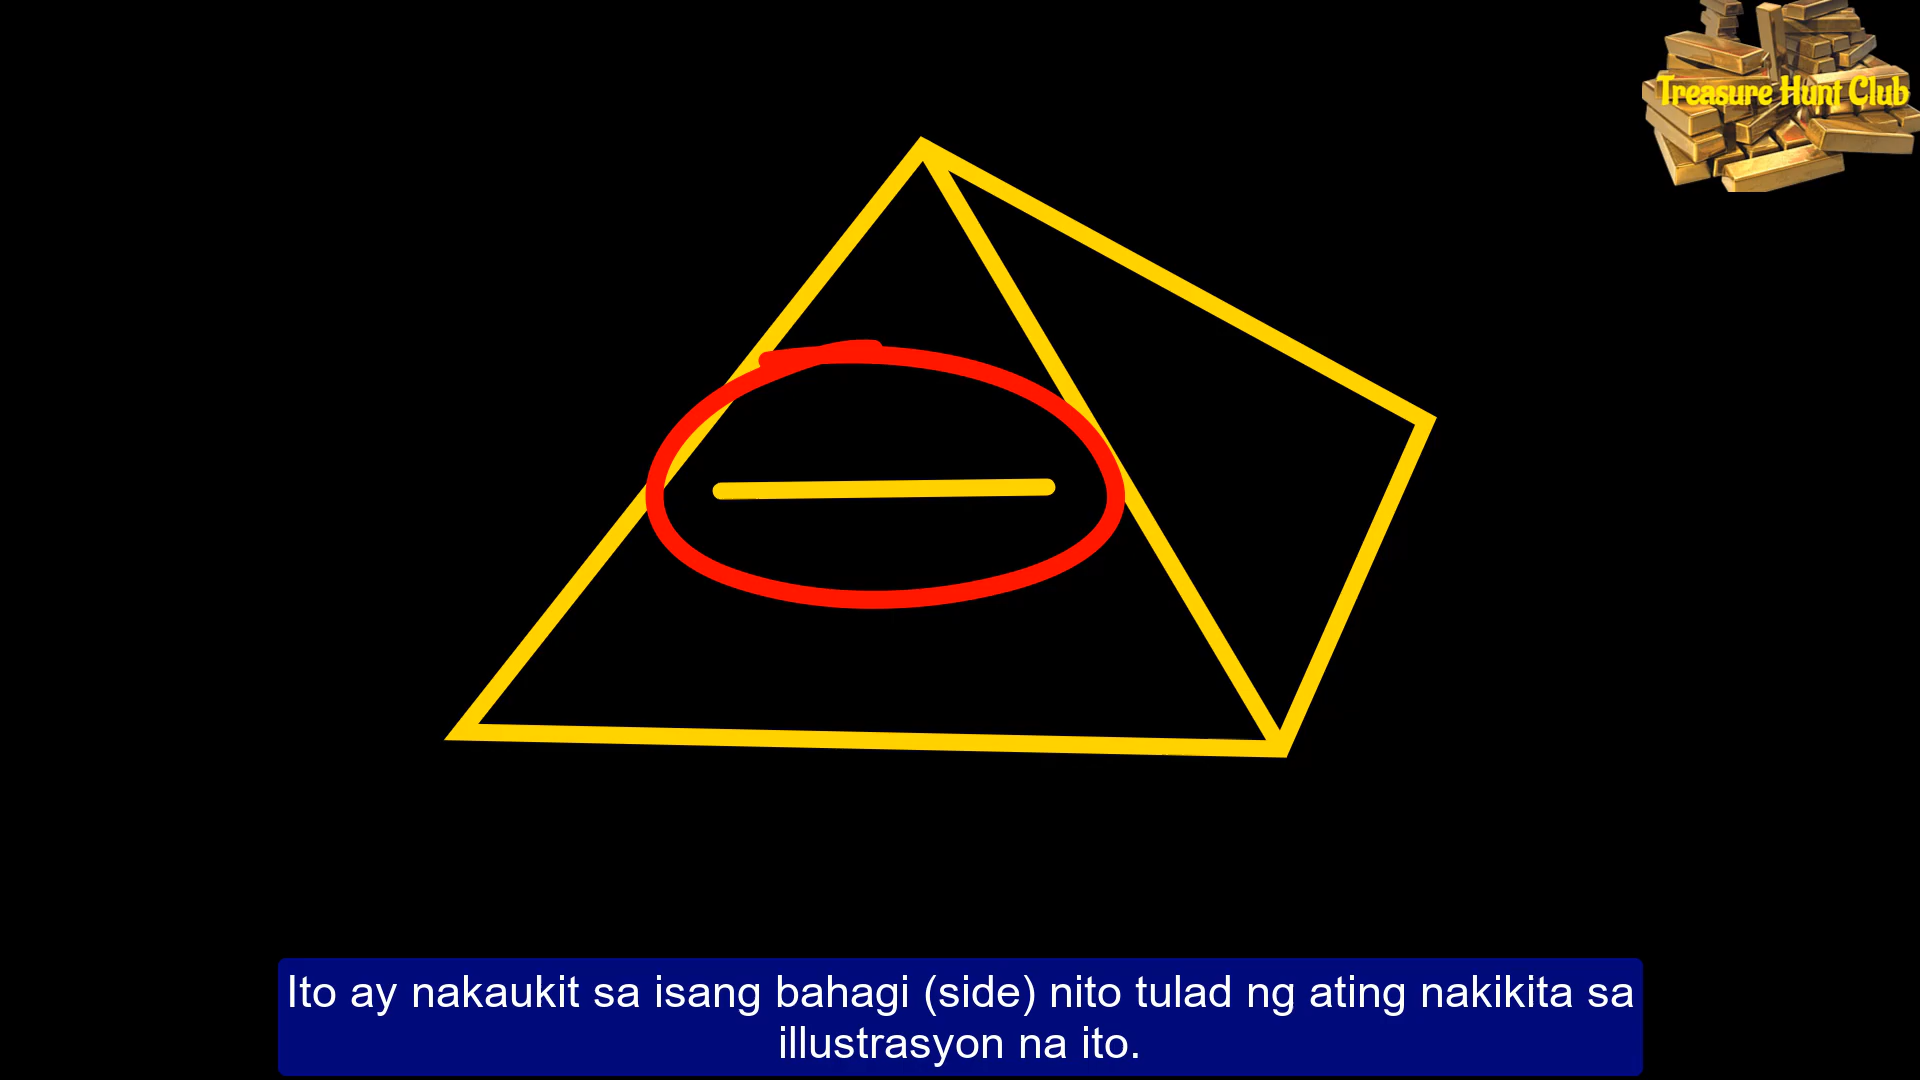 Treasure Hunt Club
Ito ay nakaukit sa isang bahagi (side) nito tulad ng ating nakikita sa
illustrasyon na ito.